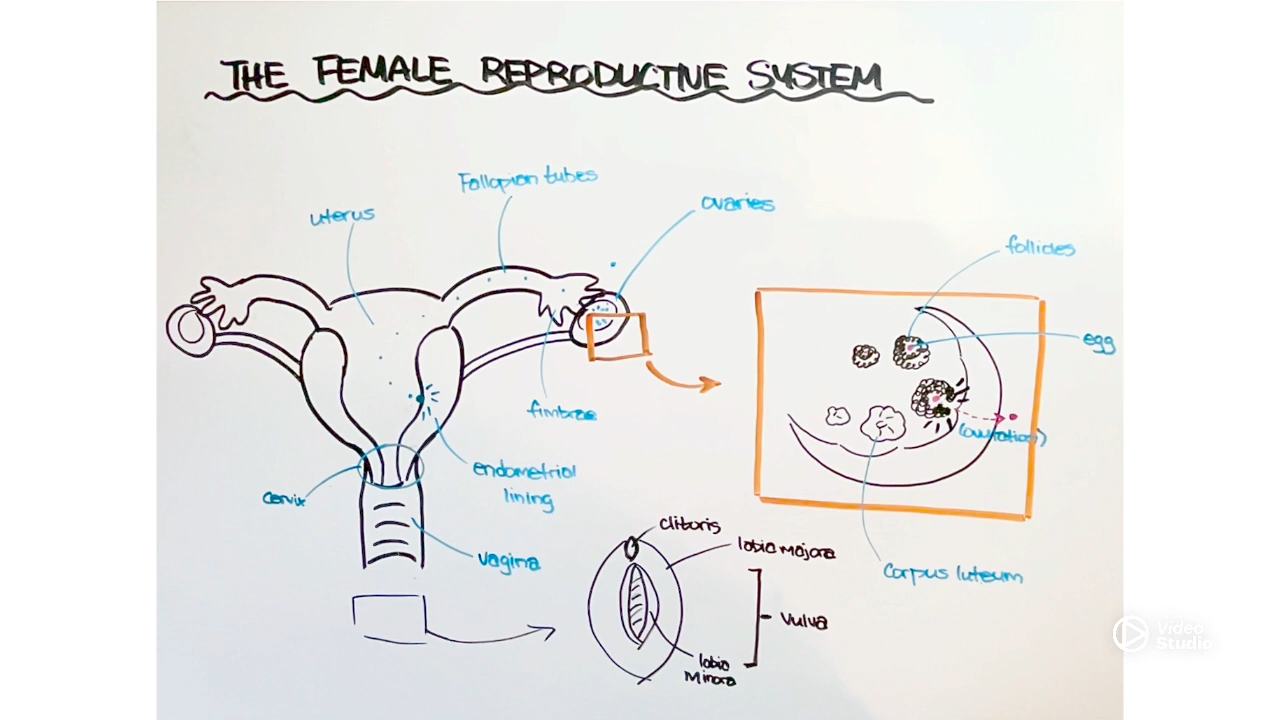 THE FEMALE REPRODUCTIVE SYSTEM
Fallopian tubes
uterus
ovaries
follicles
egg
fimbrae
(ovulation)
endometrial
lining
cervix
vagina
clitoris
labia majora
corpus luteum
vulva
labia
minora
Video
Studio